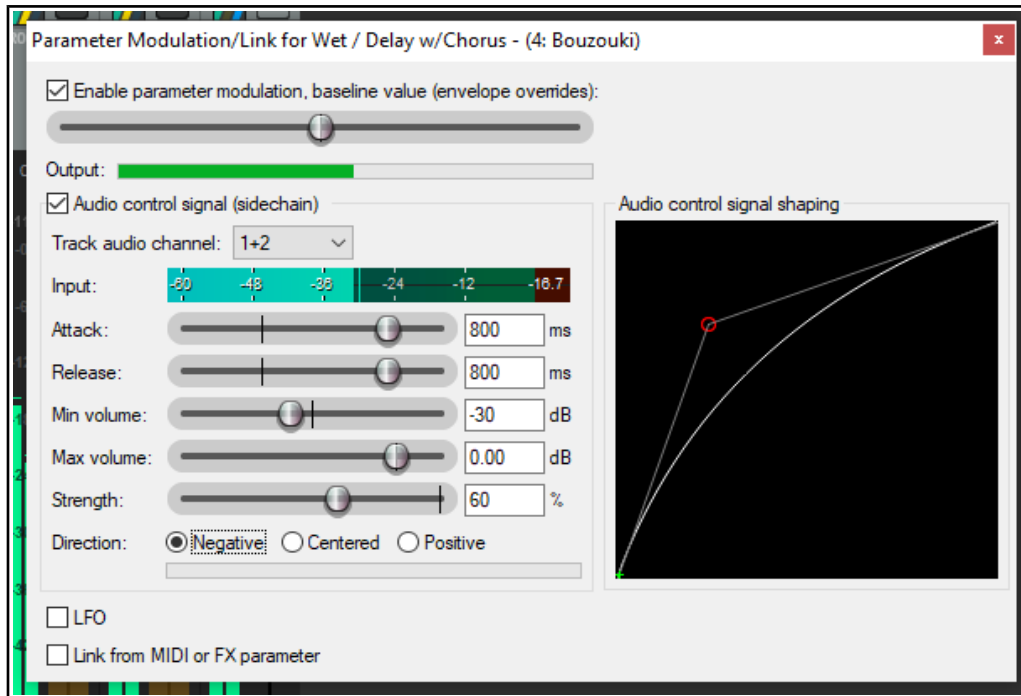 Parameter Modulation/Link for Wet / Delay w/Chorus - (4: Bouzouki)
x
Enable parameter modulation, baseline value (envelope overrides):
Output:
Audio control signal (sidechain)
Audio control signal shaping
Track audio channel: 1+2
Input: -60 -48 -36 -24 -12 -16.7
Attack: 800 ms
Release: 800 ms
Min volume: -30 dB
Max volume: 0.00 dB
Strength: 60 %
Direction: Negative Centered Positive
LFO
Link from MIDI or FX parameter